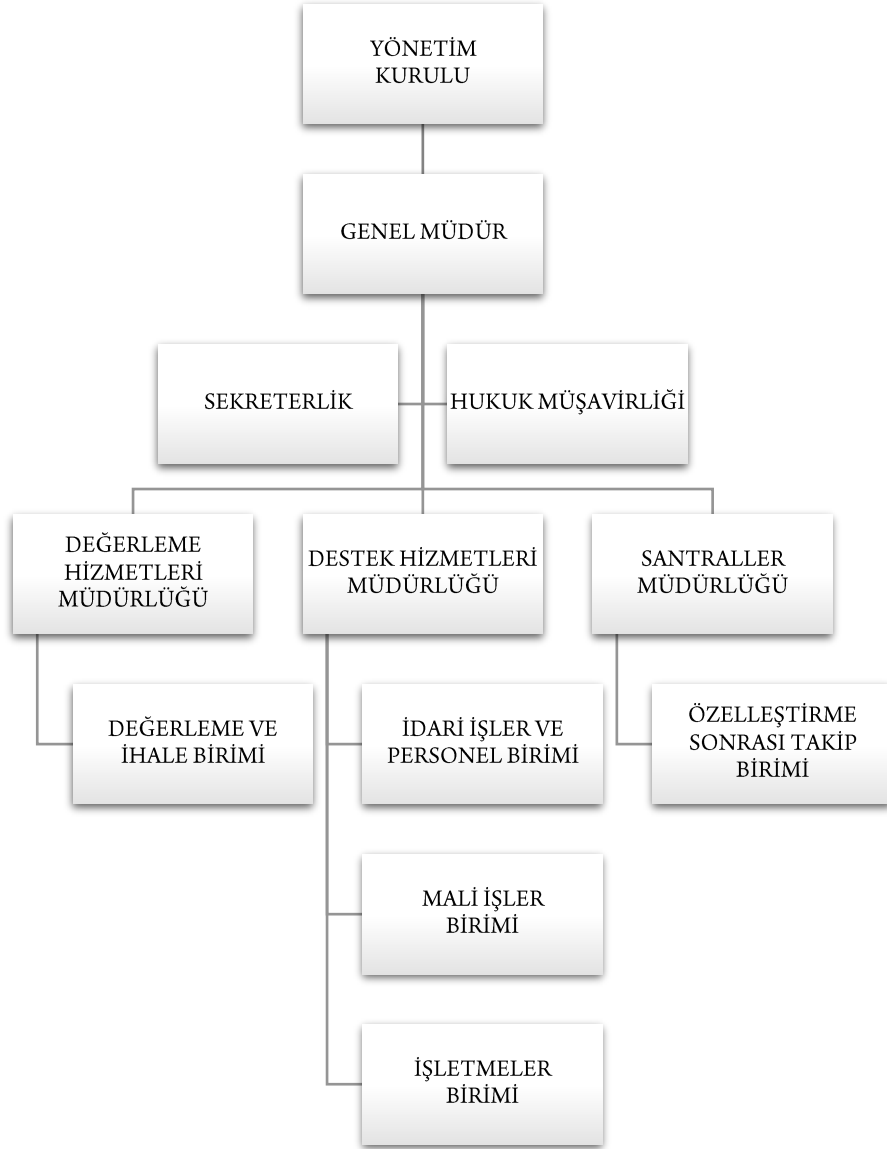 YÖNETİM
KURULU
GENEL MÜDÜR
SEKRETERLİK
HUKUK MÜŞAVİRLİĞİ
DEĞERLEME
HİZMETLERİ
MÜDÜRLÜĞÜ
DESTEK HİZMETLERİ
MÜDÜRLÜĞÜ
SANTRALLER
MÜDÜRLÜĞÜ
DEĞERLEME VE
İHALE BİRİMİ
İDARİ İŞLER VE
PERSONEL BİRIMİ
ÖZELLEŞTİRME
SONRASI TAKİP
BİRİMİ
MALİ İŞLER
BİRİMİ
İŞLETMELER
BİRİMİ